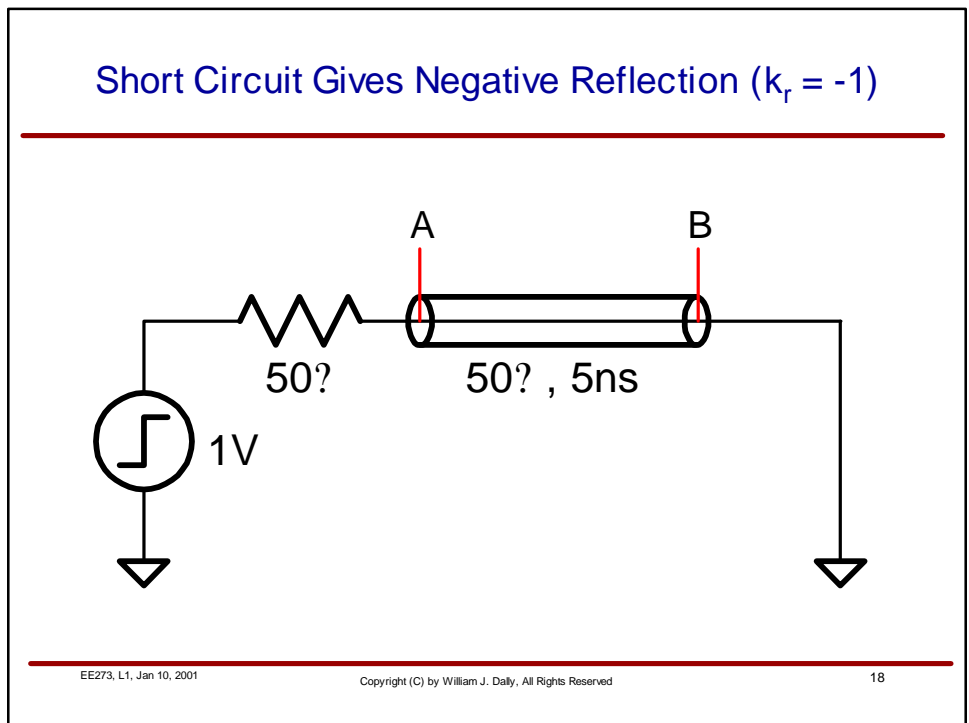 Short Circuit Gives Negative Reflection (kr = -1)
A
B
50?
50? , 5ns
1V
EE273, L1, Jan 10, 2001
Copyright (C) by William J. Dally, All Rights Reserved
18